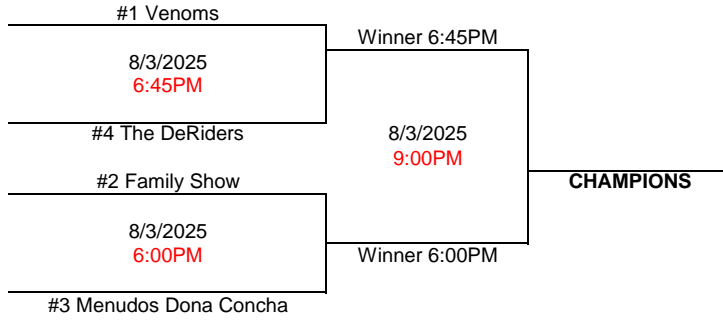 #1 Venoms
Winner 6:45PM
8/3/2025
6:45PM
#4 The DeRiders
8/3/2025
9:00PM
#2 Family Show
CHAMPIONS
8/3/2025
6:00PM
Winner 6:00PM
#3 Menudos Dona Concha